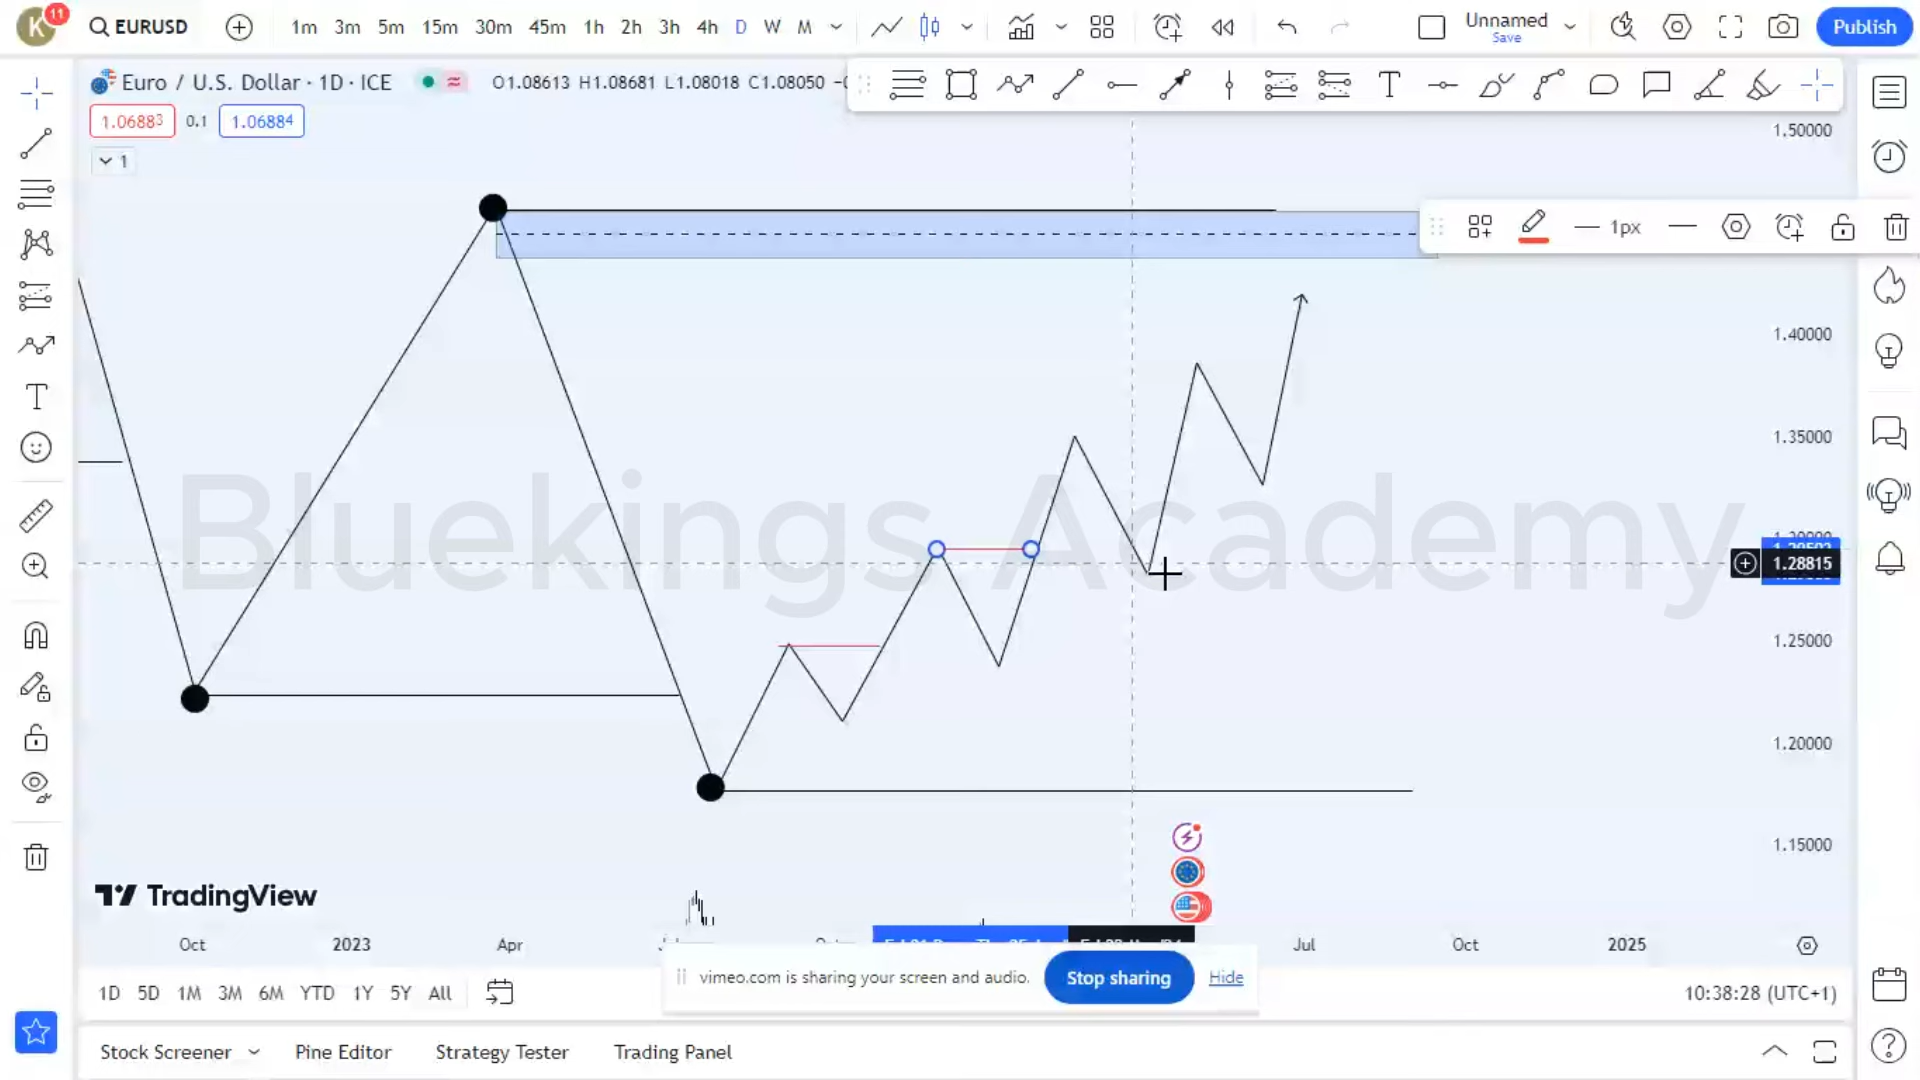 K
11
EURUSD
1m 3m 5m 15m 30m 45m 1h 2h 3h 4h D W M
Unnamed
Save
Publish
Euro / U.S. Dollar · 1D · ICE
O1.08613 H1.08681 L1.08018 C1.08050
1.06883 0.1 1.06884
1
1.50000
1px
1.40000
1.35000
Bluekings Academy
1.28815
1.25000
1.20000
1.15000
TradingView
Oct 2023 Apr Jul Oct 2025
1D 5D 1M 3M 6M YTD 1Y 5Y All
vimeo.com is sharing your screen and audio.
Stop sharing
Hide
10:38:28 (UTC+1)
Stock Screener
Pine Editor
Strategy Tester
Trading Panel